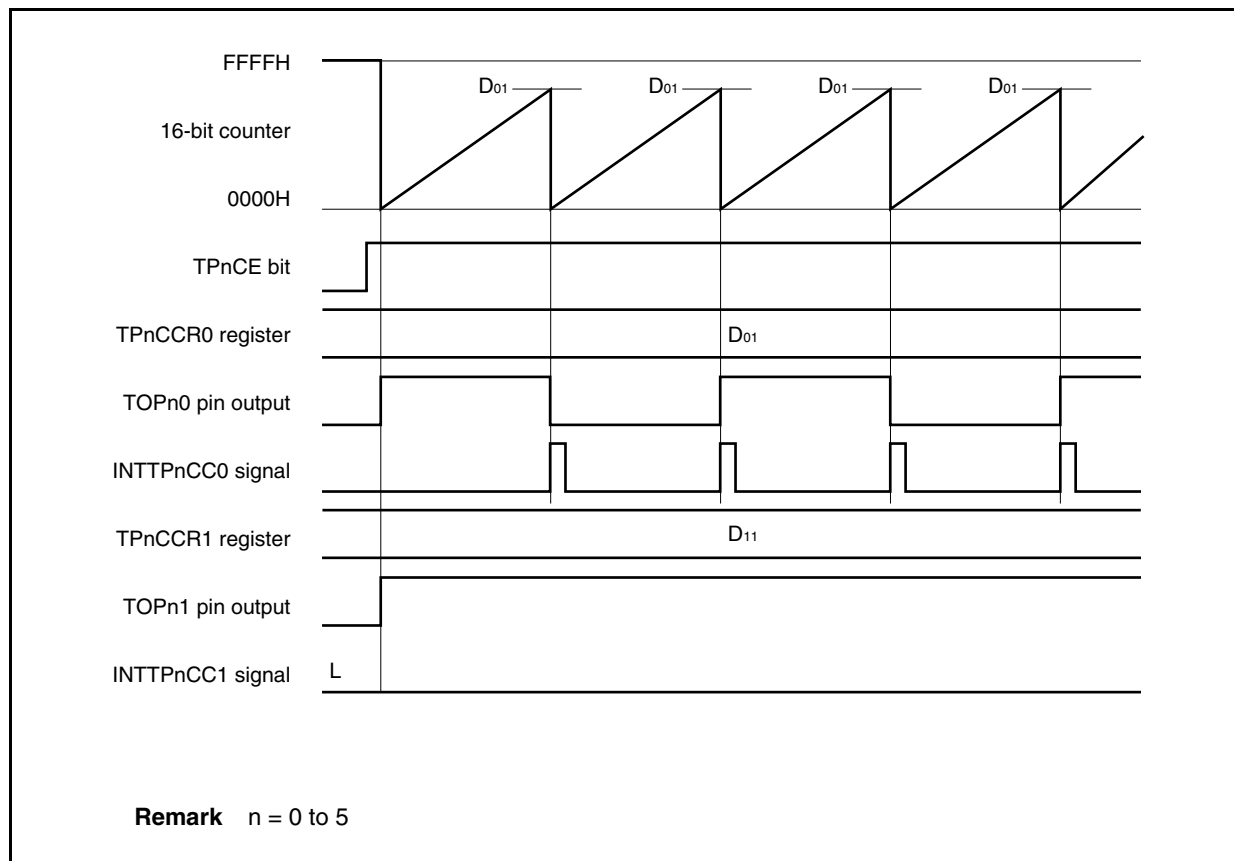 FFFFH
D01 D01 D01 D01
16-bit counter
0000H
TPnCE bit
TPnCCR0 register
D01
TOPn0 pin output
INTTPnCC0 signal
TPnCCR1 register
D11
TOPn1 pin output
INTTPnCC1 signal
L
Remark n = 0 to 5